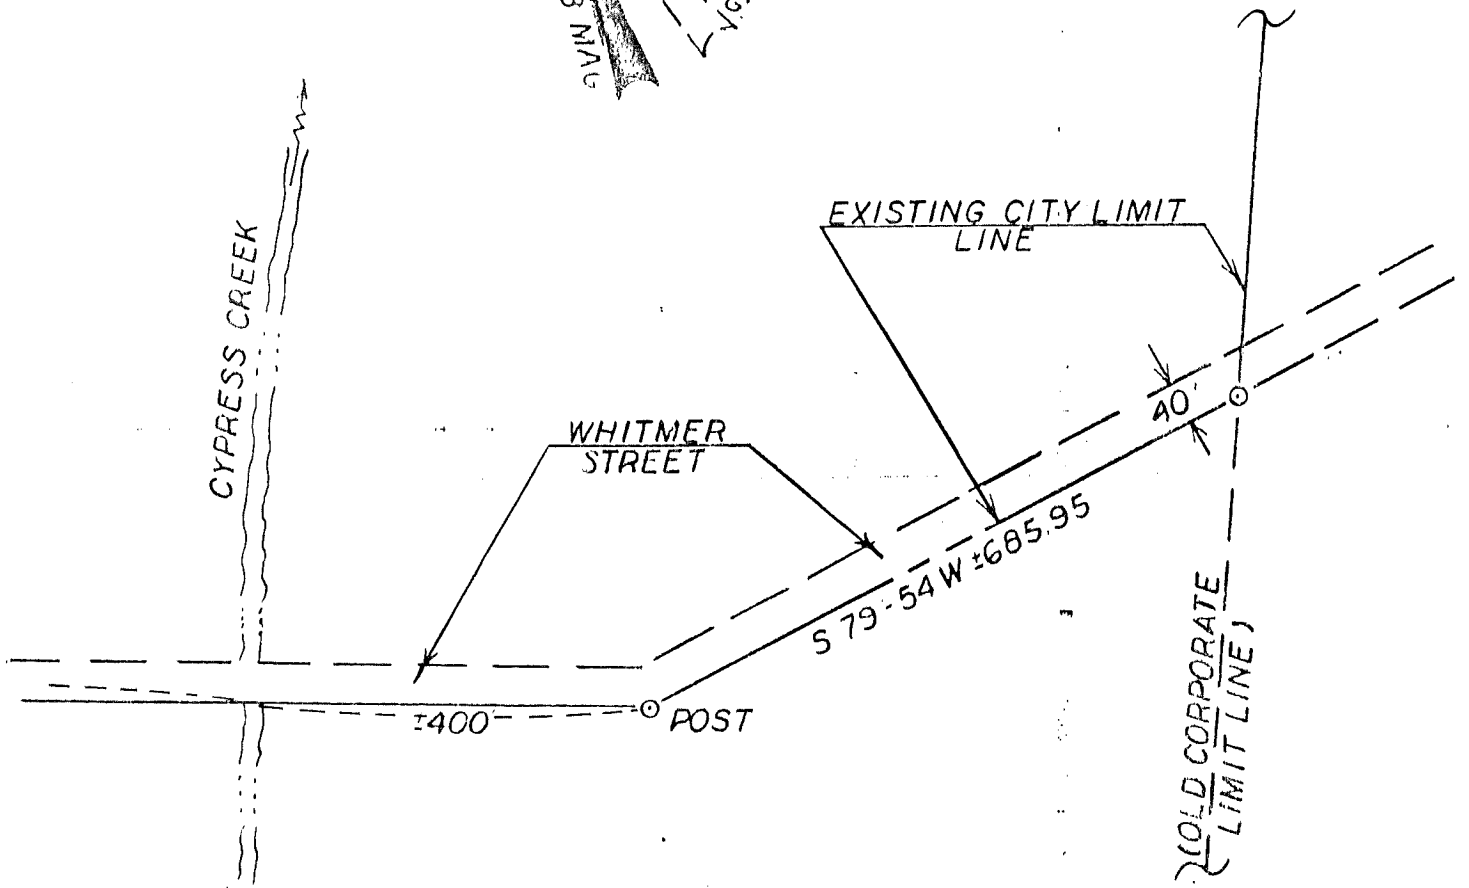 MAG
CYPRESS CREEK
EXISTING CITY LIMIT
LINE
WHITMER
STREET
40'
S 79°-54 W ±685.95
±400'
POST
(OLD CORPORATE
LIMIT LINE)